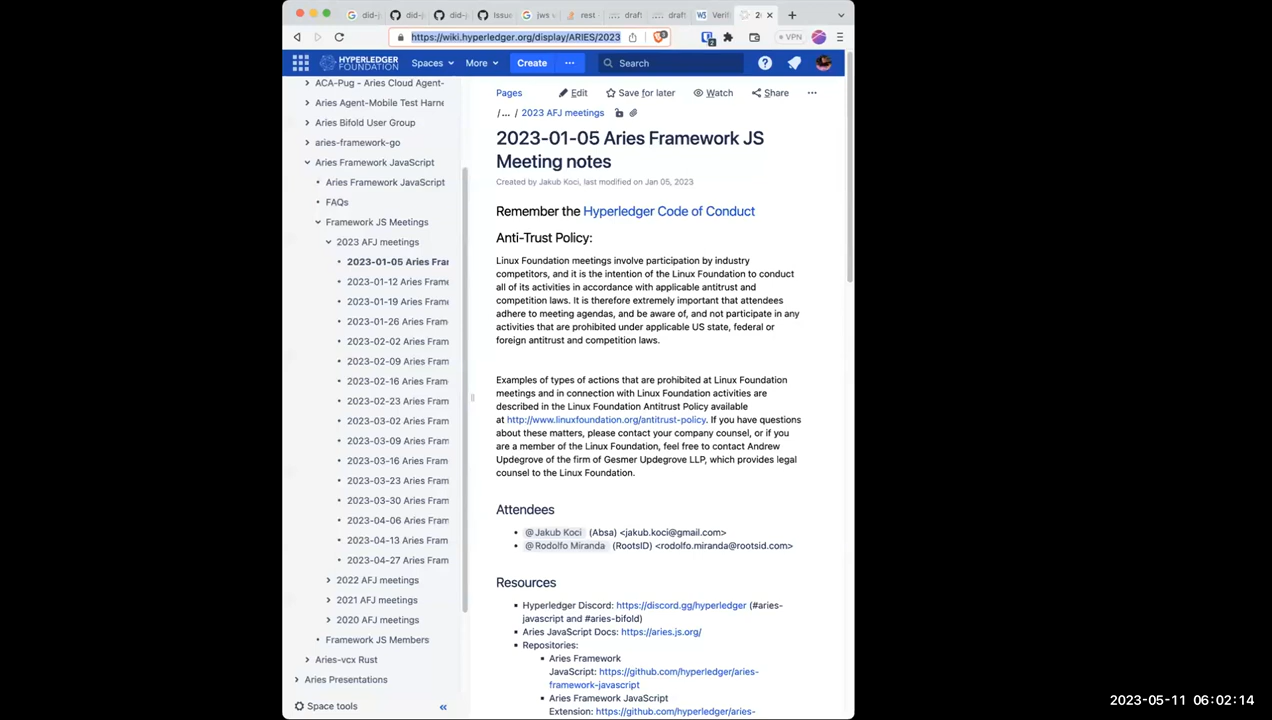 did-j
did-j
did-j
Issue
jws v
rest
draft
draft
W3
Verif
2
https://wiki.hyperledger.org/display/ARIES/2023
VPN
HYPERLEDGER
FOUNDATION
Spaces
More
Create
Search
ACA-Pug - Aries Cloud Agent-
Aries Agent-Mobile Test Harne
Aries Bifold User Group
aries-framework-go
Aries Framework JavaScript
Aries Framework JavaScript
FAQs
Framework JS Meetings
2023 AFJ meetings
2023-01-05 Aries Frar
2023-01-12 Aries Frame
2023-01-19 Aries Frame
2023-01-26 Aries Fram
2023-02-02 Aries Fram
2023-02-09 Aries Fram
2023-02-16 Aries Fram
2023-02-23 Aries Fram
2023-03-02 Aries Fram
2023-03-09 Aries Fram
2023-03-16 Aries Fram
2023-03-23 Aries Fram
2023-03-30 Aries Fram
2023-04-06 Aries Fram
2023-04-13 Aries Fram
2023-04-27 Aries Fram
2022 AFJ meetings
2021 AFJ meetings
2020 AFJ meetings
Framework JS Members
Aries-vcx Rust
Aries Presentations
Space tools
Pages
Edit
Save for later
Watch
Share
/... / 2023 AFJ meetings
2023-01-05 Aries Framework JS
Meeting notes
Created by Jakub Koci, last modified on Jan 05, 2023
Remember the Hyperledger Code of Conduct
Anti-Trust Policy:
Linux Foundation meetings involve participation by industry
competitors, and it is the intention of the Linux Foundation to conduct
all of its activities in accordance with applicable antitrust and
competition laws. It is therefore extremely important that attendees
adhere to meeting agendas, and be aware of, and not participate in any
activities that are prohibited under applicable US state, federal or
foreign antitrust and competition laws.
Examples of types of actions that are prohibited at Linux Foundation
meetings and in connection with Linux Foundation activities are
described in the Linux Foundation Antitrust Policy available
at http://www.linuxfoundation.org/antitrust-policy. If you have questions
about these matters, please contact your company counsel, or if you
are a member of the Linux Foundation, feel free to contact Andrew
Updegrove of the firm of Gesmer Updegrove LLP, which provides legal
counsel to the Linux Foundation.
Attendees
@Jakub Koci (Absa) <jakub.koci@gmail.com>
@Rodolfo Miranda (RootsID) <rodolfo.miranda@rootsid.com>
Resources
Hyperledger Discord: https://discord.gg/hyperledger (#aries-
javascript and #aries-bifold)
Aries JavaScript Docs: https://aries.js.org/
Repositories:
Aries Framework
JavaScript: https://github.com/hyperledger/aries-
framework-javascript
Aries Framework JavaScript
Extension: https://github.com/hyperledger/aries-
2023-05-11 06:02:14